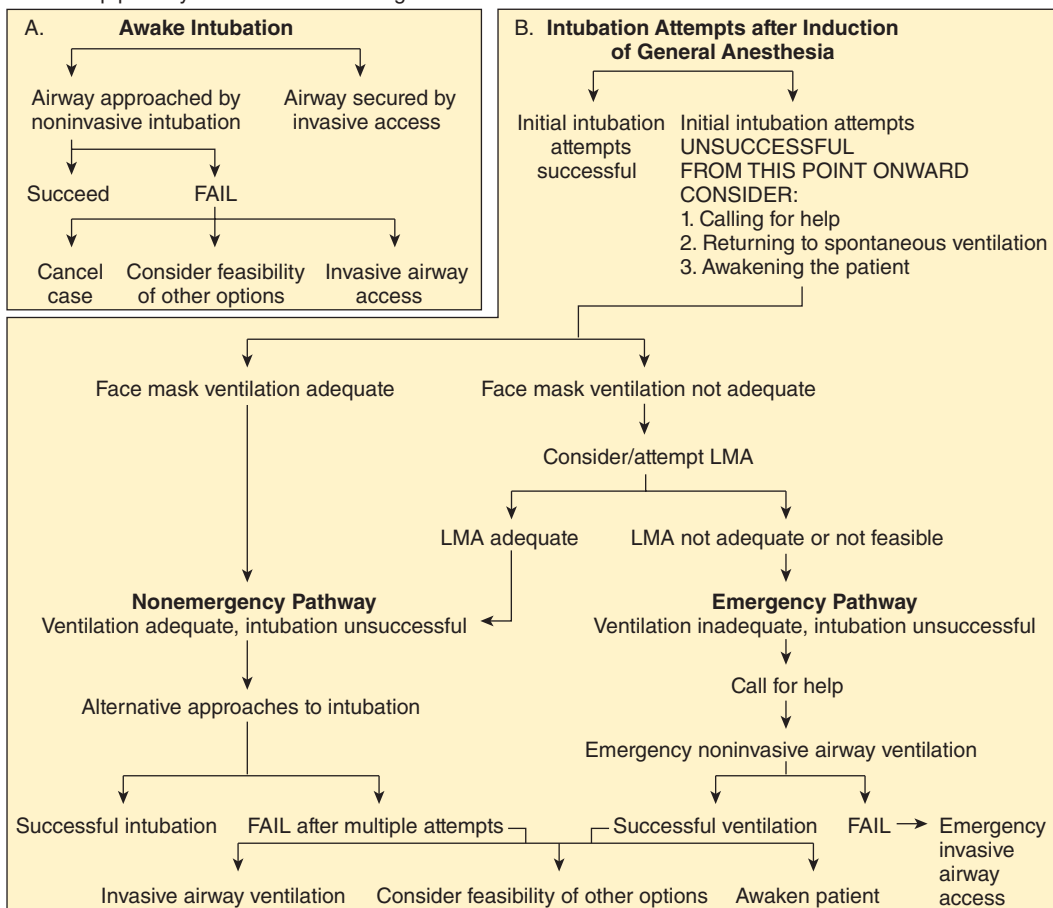 A. Awake Intubation
Airway approached by
noninvasive intubation
Airway secured by
invasive access
Succeed
FAIL
Cancel
case
Consider feasibility
of other options
Invasive airway
access
B. Intubation Attempts after Induction
of General Anesthesia
Initial intubation
attempts
successful
Initial intubation attempts
UNSUCCESSFUL
FROM THIS POINT ONWARD
CONSIDER:
1. Calling for help
2. Returning to spontaneous ventilation
3. Awakening the patient
Face mask ventilation adequate
Face mask ventilation not adequate
Consider/attempt LMA
LMA adequate
LMA not adequate or not feasible
Nonemergency Pathway
Ventilation adequate, intubation unsuccessful
Emergency Pathway
Ventilation inadequate, intubation unsuccessful
Call for help
Alternative approaches to intubation
Emergency noninvasive airway ventilation
Successful intubation
FAIL after multiple attempts
Successful ventilation
FAIL
Emergency
invasive
airway
access
Invasive airway ventilation
Consider feasibility of other options
Awaken patient